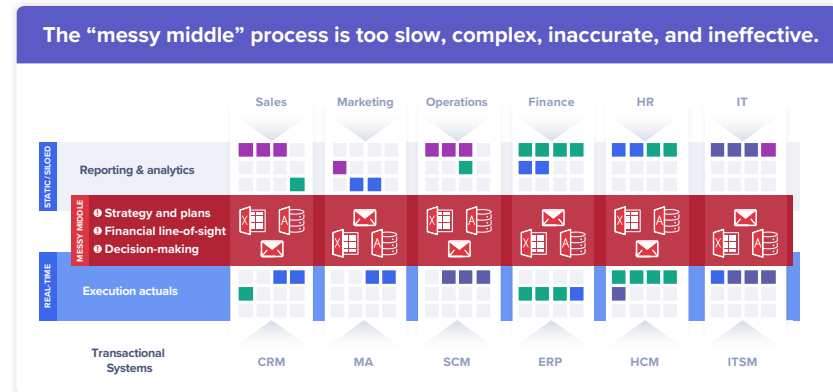 The “messy middle” process is too slow, complex, inaccurate, and ineffective.
Sales Marketing Operations Finance HR IT
STATIC/SILOED
Reporting & analytics
MESSY MIDDLE
Strategy and plans
Financial line-of-sight
Decision-making
X A X A X A X A X A X A
REAL-TIME
Execution actuals
Transactional
Systems
CRM MA SCM ERP HCM ITSM